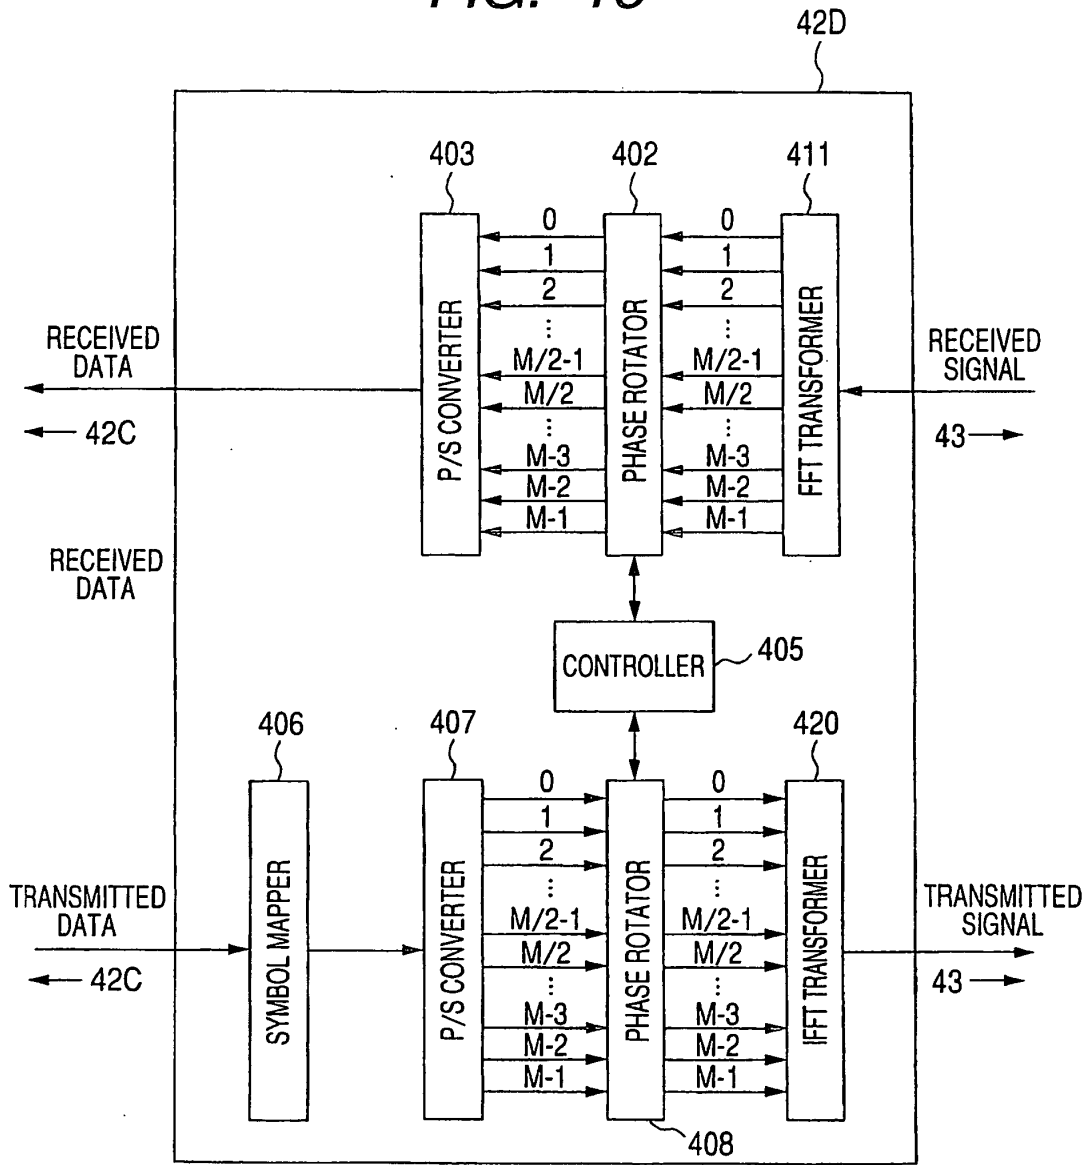 42D
403
402
411
0
0
1
1
2
2
...
...
M/2-1
M/2-1
M/2
M/2
...
...
M-3
M-3
M-2
M-2
M-1
M-1
P/S CONVERTER
PHASE ROTATOR
FFT TRANSFORMER
RECEIVED
DATA
42C
RECEIVED
SIGNAL
43
RECEIVED
DATA
CONTROLLER
405
406
407
420
0
0
1
1
2
2
...
...
M/2-1
M/2-1
M/2
M/2
...
...
M-3
M-3
M-2
M-2
M-1
M-1
SYMBOL MAPPER
P/S CONVERTER
PHASE ROTATOR
IFFT TRANSFORMER
TRANSMITTED
DATA
42C
TRANSMITTED
SIGNAL
43
408